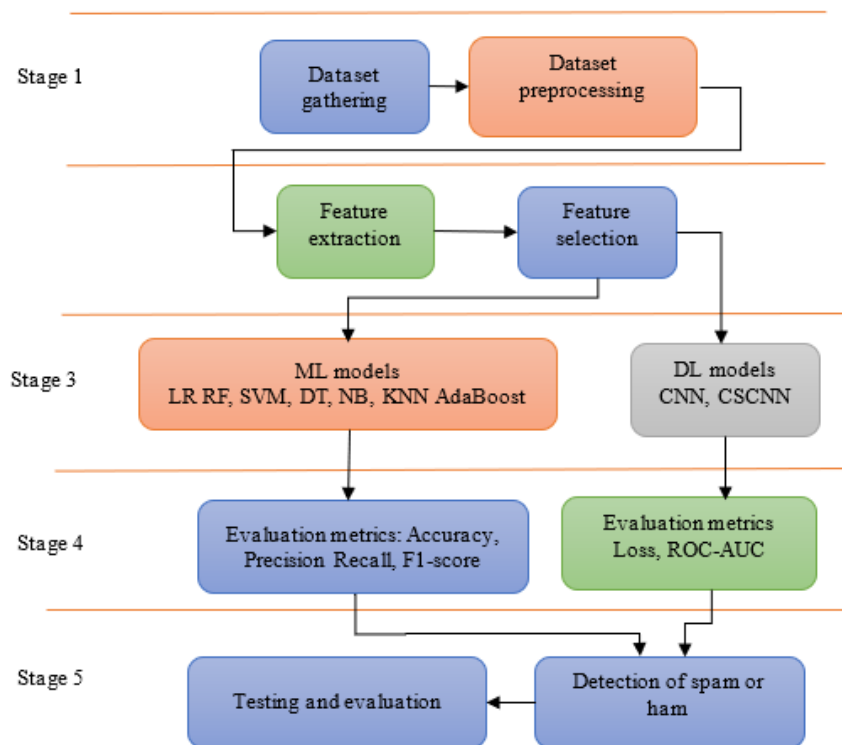 Stage 1
Dataset
gathering
Dataset
preprocessing
Feature
extraction
Feature
selection
Stage 3
ML models
LR RF, SVM, DT, NB, KNN AdaBoost
DL models
CNN, CSCNN
Stage 4
Evaluation metrics: Accuracy,
Precision Recall, F1-score
Evaluation metrics
Loss, ROC-AUC
Stage 5
Testing and evaluation
Detection of spam or
ham